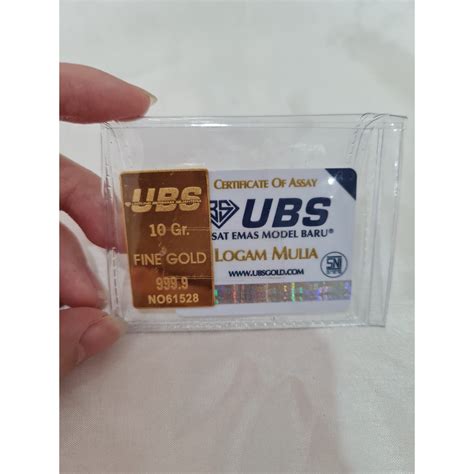 UBS
10 Gr.
FINE GOLD
999.9
NO61528
CERTIFICATE OF ASSAY
UBS
SAT EMAS MODEL BARU®
LOGAM MULIA
WWW.UBSGOLD.COM